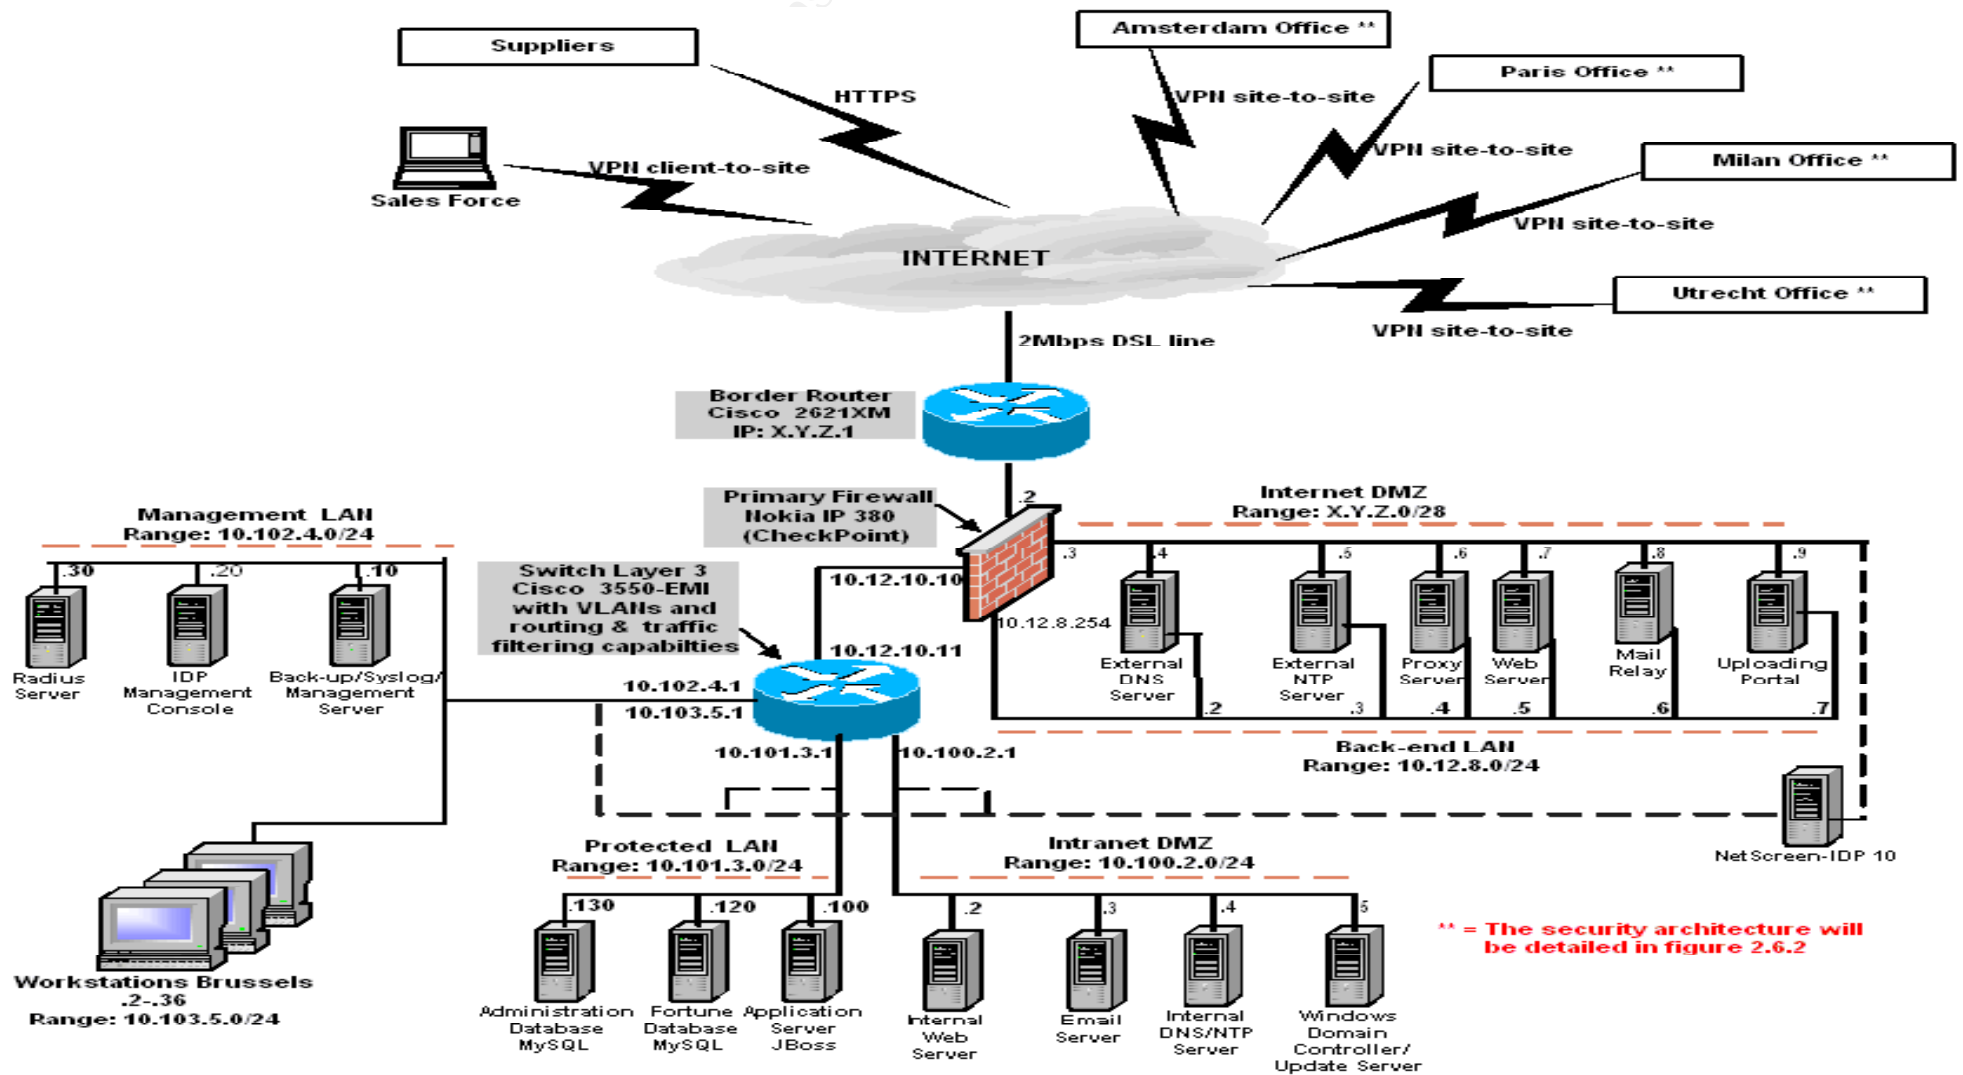 Suppliers
Amsterdam Office **
Paris Office **
HTTPS
VPN site-to-site
VPN site-to-site
Milan Office **
VPN client-to-site
Sales Force
VPN site-to-site
INTERNET
Utrecht Office **
VPN site-to-site
2Mbps DSL line
Border Router
Cisco 2621XM
IP: X.Y.Z.1
Primary Firewall
Nokia IP 380
(CheckPoint)
.2
Internet DMZ
Range: X.Y.Z.0/28
Management LAN
Range: 10.102.4.0/24
.30
.20
.10
Radius
Server
IDP
Management
Console
Back-up/Syslog/
Management
Server
Switch Layer 3
Cisco 3550-EMI
with VLANs and
routing & traffic
filtering capabilties
10.12.10.10
10.12.8.254
10.12.10.11
.3
.4
.5
.6
.7
.8
.9
External
DNS
Server
External
NTP
Server
Proxy
Server
Web
Server
Mail
Relay
Uploading
Portal
.2
.3
.4
.5
.6
.7
Back-end LAN
Range: 10.12.8.0/24
10.102.4.1
10.103.5.1
10.101.3.1
10.100.2.1
NetScreen-IDP 10
Protected LAN
Range: 10.101.3.0/24
Intranet DMZ
Range: 10.100.2.0/24
.130
.120
.100
.2
.3
.4
5
Workstations Brussels
.2-.36
Range: 10.103.5.0/24
Administration
Database
MySQL
Fortune
Database
MySQL
Application
Server
JBoss
Internal
Web
Server
Email
Server
Internal
DNS/NTP
Server
Windows
Domain
Controller/
Update Server
** = The security architecture will
be detailed in figure 2.6.2